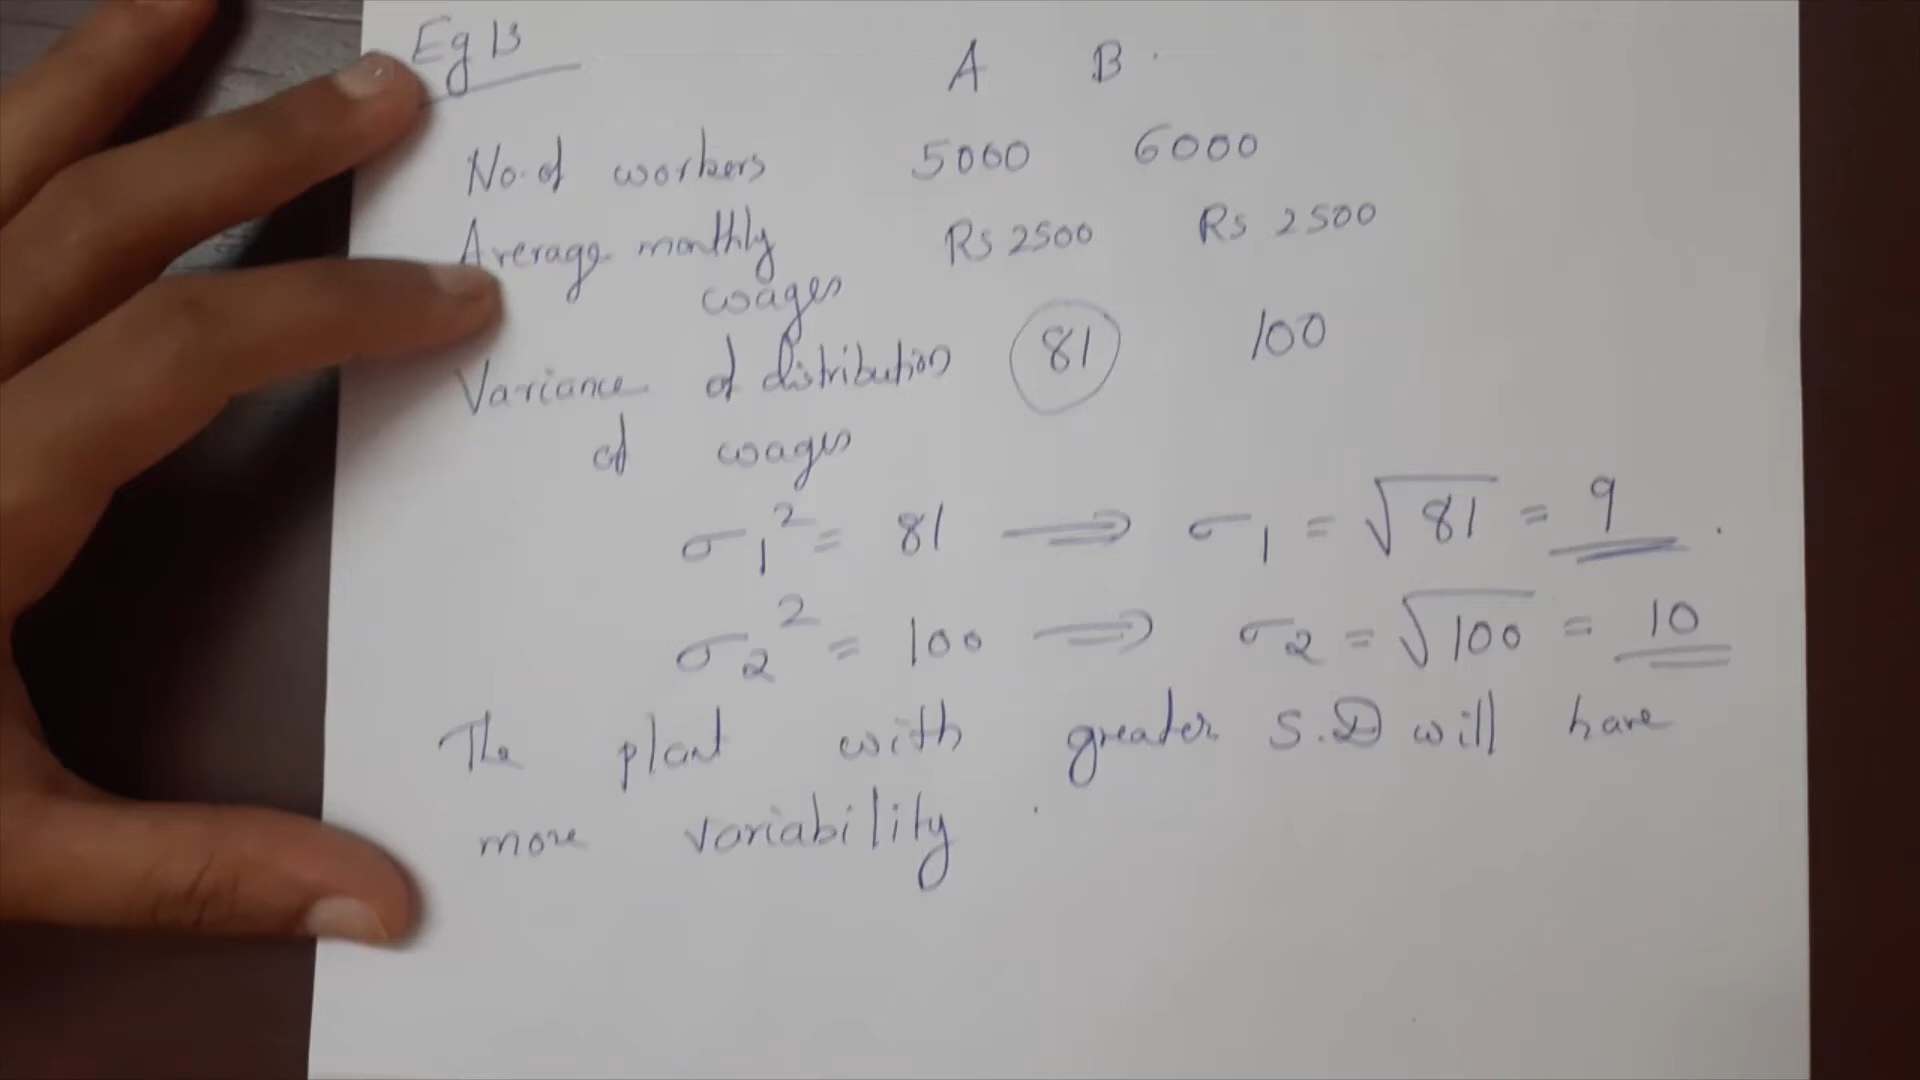 Eg 13
A B
No. of workers 5000 6000
Average monthly Rs 2500 Rs 2500
wages
Variance of distribution 81 100
of wages
σ₁² = 81 ⟹ σ₁ = √81 = 9
σ₂² = 100 ⟹ σ₂ = √100 = 10
The plant with greater S.D will have
more variability.